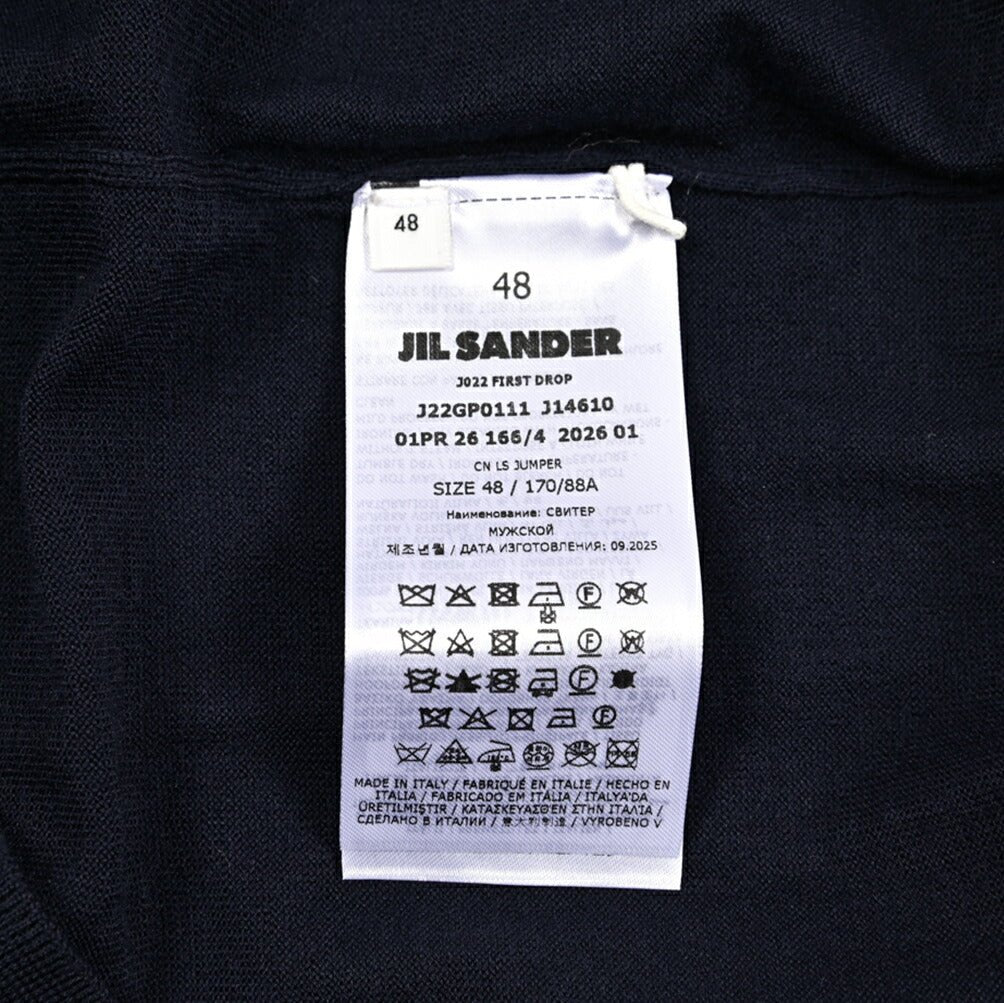 48
48
JIL SANDER
J022 FIRST DROP
J22GP0111 J14610
01PR 26 166/4 2026 01
CN LS JUMPER
SIZE 48 / 170/88A
Наименование: СВИТЕР
МУЖСКОЙ
제조년월 / ДАТА ИЗГОТОВЛЕНИЯ: 09.2025
MADE IN ITALY / FABRIQUÉ EN ITALIE / HECHO EN
ITALIA / FABRICADO EM ITÁLIA / ITALYA'DA
ÜRETILMIŞTIR / ΚΑΤΑΣΚΕΥΑΣΘΕΝ ΣΤΗΝ ΙΤΑΛΙΑ /
СДЕЛАНО В ИТАЛИИ / 意大利制造 / VYROBENO V